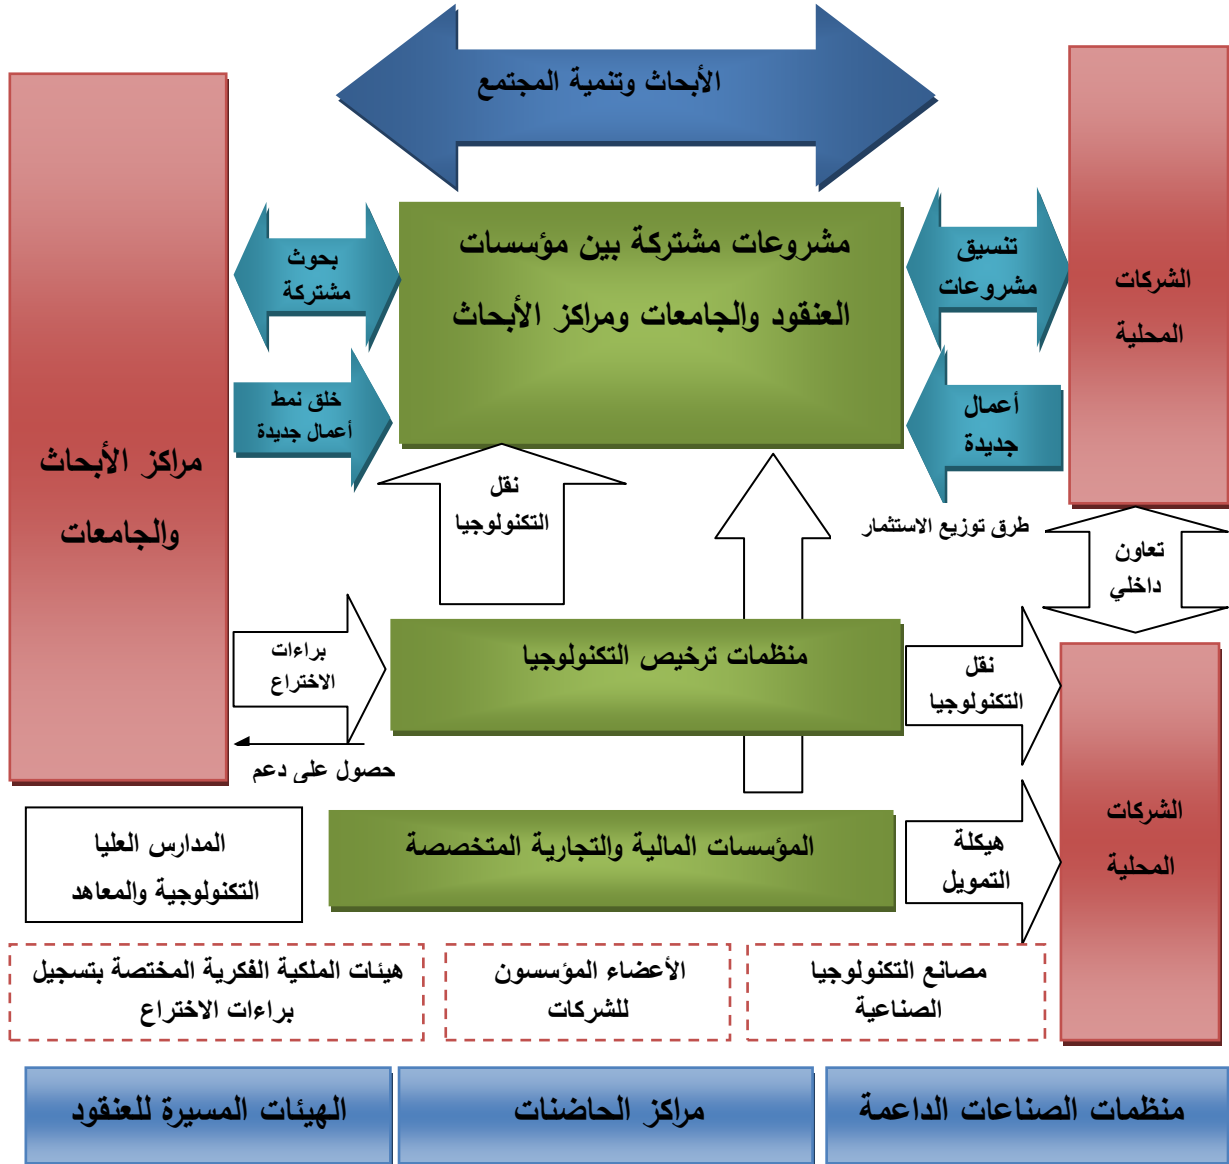 الأبحاث وتنمية المجتمع
الشركات
المحلية
تنسيق
مشروعات
مشروعات مشتركة بين مؤسسات
العنقود والجامعات ومراكز الأبحاث
بحوث
مشتركة
أعمال
جديدة
خلق نمط
أعمال جديدة
مراكز الأبحاث
والجامعات
نقل
التكنولوجيا
طرق توزيع الاستثمار
تعاون
داخلي
براءات
الاختراع
منظمات ترخيص التكنولوجيا
نقل
التكنولوجيا
حصول على دعم
الشركات
المحلية
هيكلة
التمويل
المؤسسات المالية والتجارية المتخصصة
المدارس العليا
التكنولوجية والمعاهد
مصانع التكنولوجيا
الصناعية
الأعضاء المؤسسون
للشركات
هيئات الملكية الفكرية المختصة بتسجيل
براءات الاختراع
منظمات الصناعات الداعمة
مراكز الحاضنات
الهيئات المسيرة للعنقود